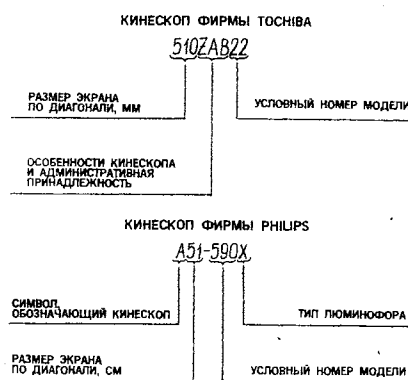 КИНЕСКОП ФИРМЫ TOCHIBA
510ZAB22
РАЗМЕР ЭКРАНА
ПО ДИАГОНАЛИ, ММ
УСЛОВНЫЙ НОМЕР МОДЕЛИ
ОСОБЕННОСТИ КИНЕСКОПА
И АДМИНИСТРАТИВНАЯ
ПРИНАДЛЕЖНОСТЬ
КИНЕСКОП ФИРМЫ PHILIPS
A51-590X
СИМВОЛ,
ОБОЗНАЧАЮЩИЙ КИНЕСКОП
ТИП ЛЮМИНОФОРА
РАЗМЕР ЭКРАНА
ПО ДИАГОНАЛИ, СМ
УСЛОВНЫЙ НОМЕР МОДЕЛИ